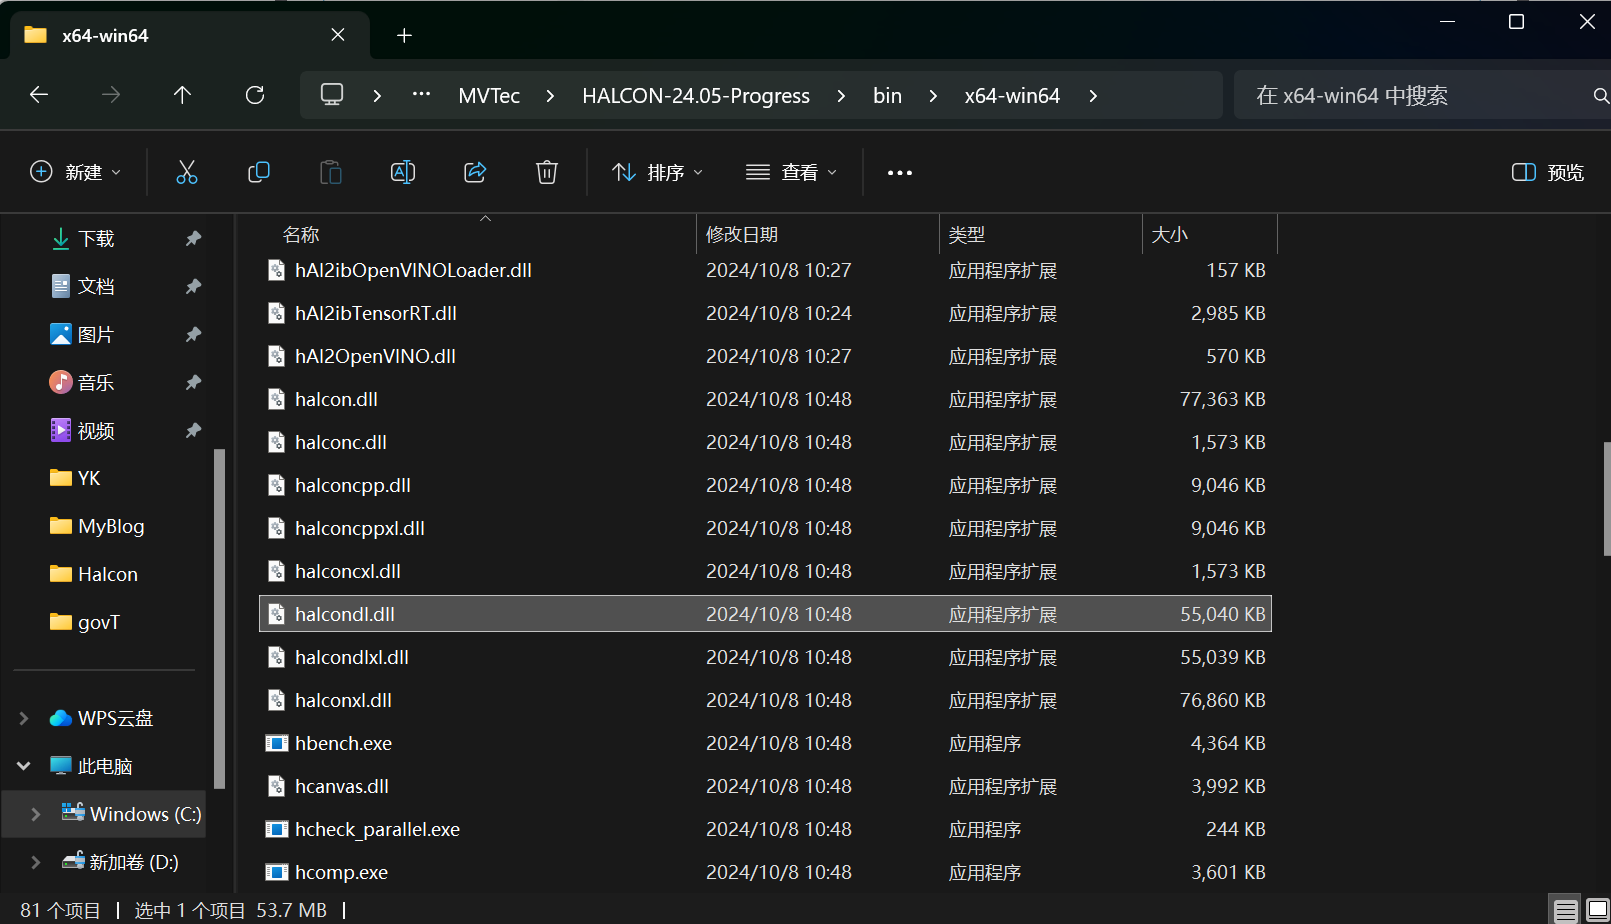 x64-win64
MVTec > HALCON-24.05-Progress > bin > x64-win64 >
在 x64-win64 中搜索
新建 排序 查看 ... 预览
名称 修改日期 类型 大小
下载
文档
图片
音乐
视频
YK
MyBlog
Halcon
govT
WPS云盘
此电脑
Windows (C:)
新加卷 (D:)
hAI2ibOpenVINOLoader.dll 2024/10/8 10:27 应用程序扩展 157 KB
hAI2ibTensorRT.dll 2024/10/8 10:24 应用程序扩展 2,985 KB
hAI2OpenVINO.dll 2024/10/8 10:27 应用程序扩展 570 KB
halcon.dll 2024/10/8 10:48 应用程序扩展 77,363 KB
halconc.dll 2024/10/8 10:48 应用程序扩展 1,573 KB
halconcpp.dll 2024/10/8 10:48 应用程序扩展 9,046 KB
halconcppxl.dll 2024/10/8 10:48 应用程序扩展 9,046 KB
halconcxl.dll 2024/10/8 10:48 应用程序扩展 1,573 KB
halcondl.dll 2024/10/8 10:48 应用程序扩展 55,040 KB
halcondlxl.dll 2024/10/8 10:48 应用程序扩展 55,039 KB
halconxl.dll 2024/10/8 10:48 应用程序扩展 76,860 KB
hbench.exe 2024/10/8 10:48 应用程序 4,364 KB
hcanvas.dll 2024/10/8 10:48 应用程序扩展 3,992 KB
hcheck_parallel.exe 2024/10/8 10:48 应用程序 244 KB
hcomp.exe 2024/10/8 10:48 应用程序 3,601 KB
81 个项目 | 选中 1 个项目 53.7 MB |